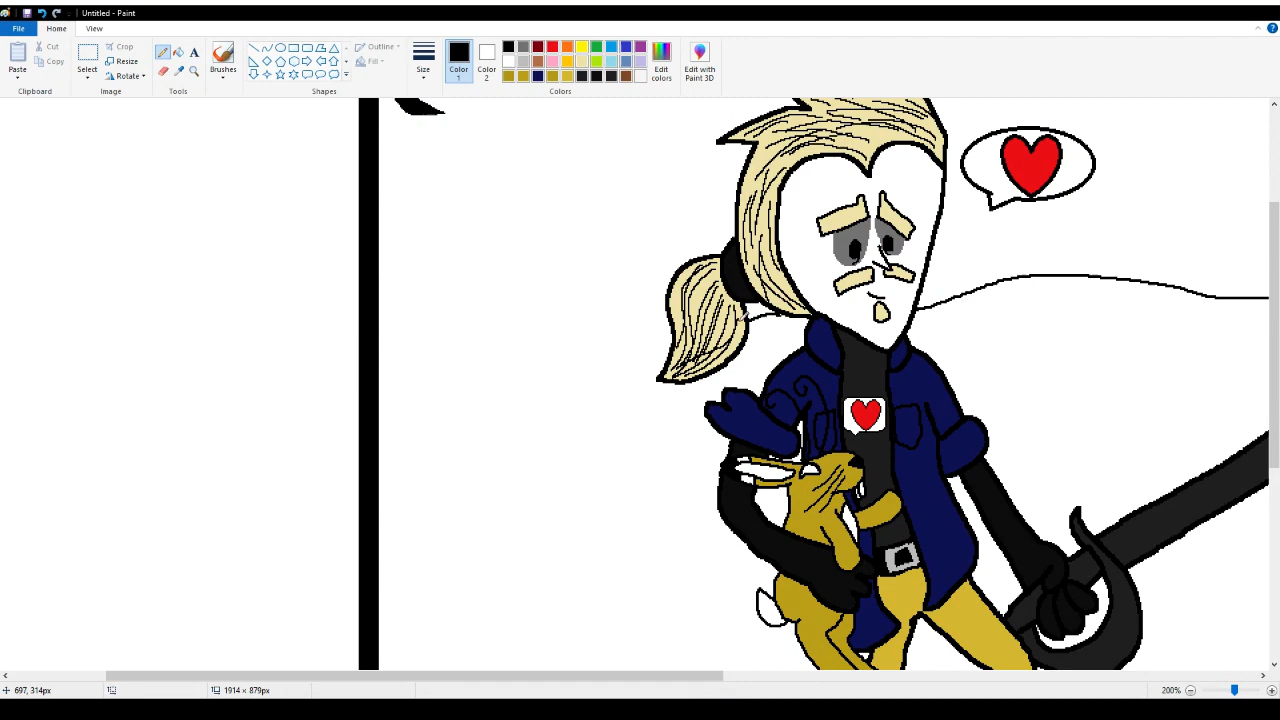 Untitled - Paint
File Home View
Paste
Cut
Copy
Clipboard
Select
Crop
Resize
Rotate
Image
A
Tools
Brushes
Shapes
Outline
Fill
Size
Color 1
Color 2
Colors
Edit colors
Edit with Paint 3D
697, 314px
1914 × 879px
200%